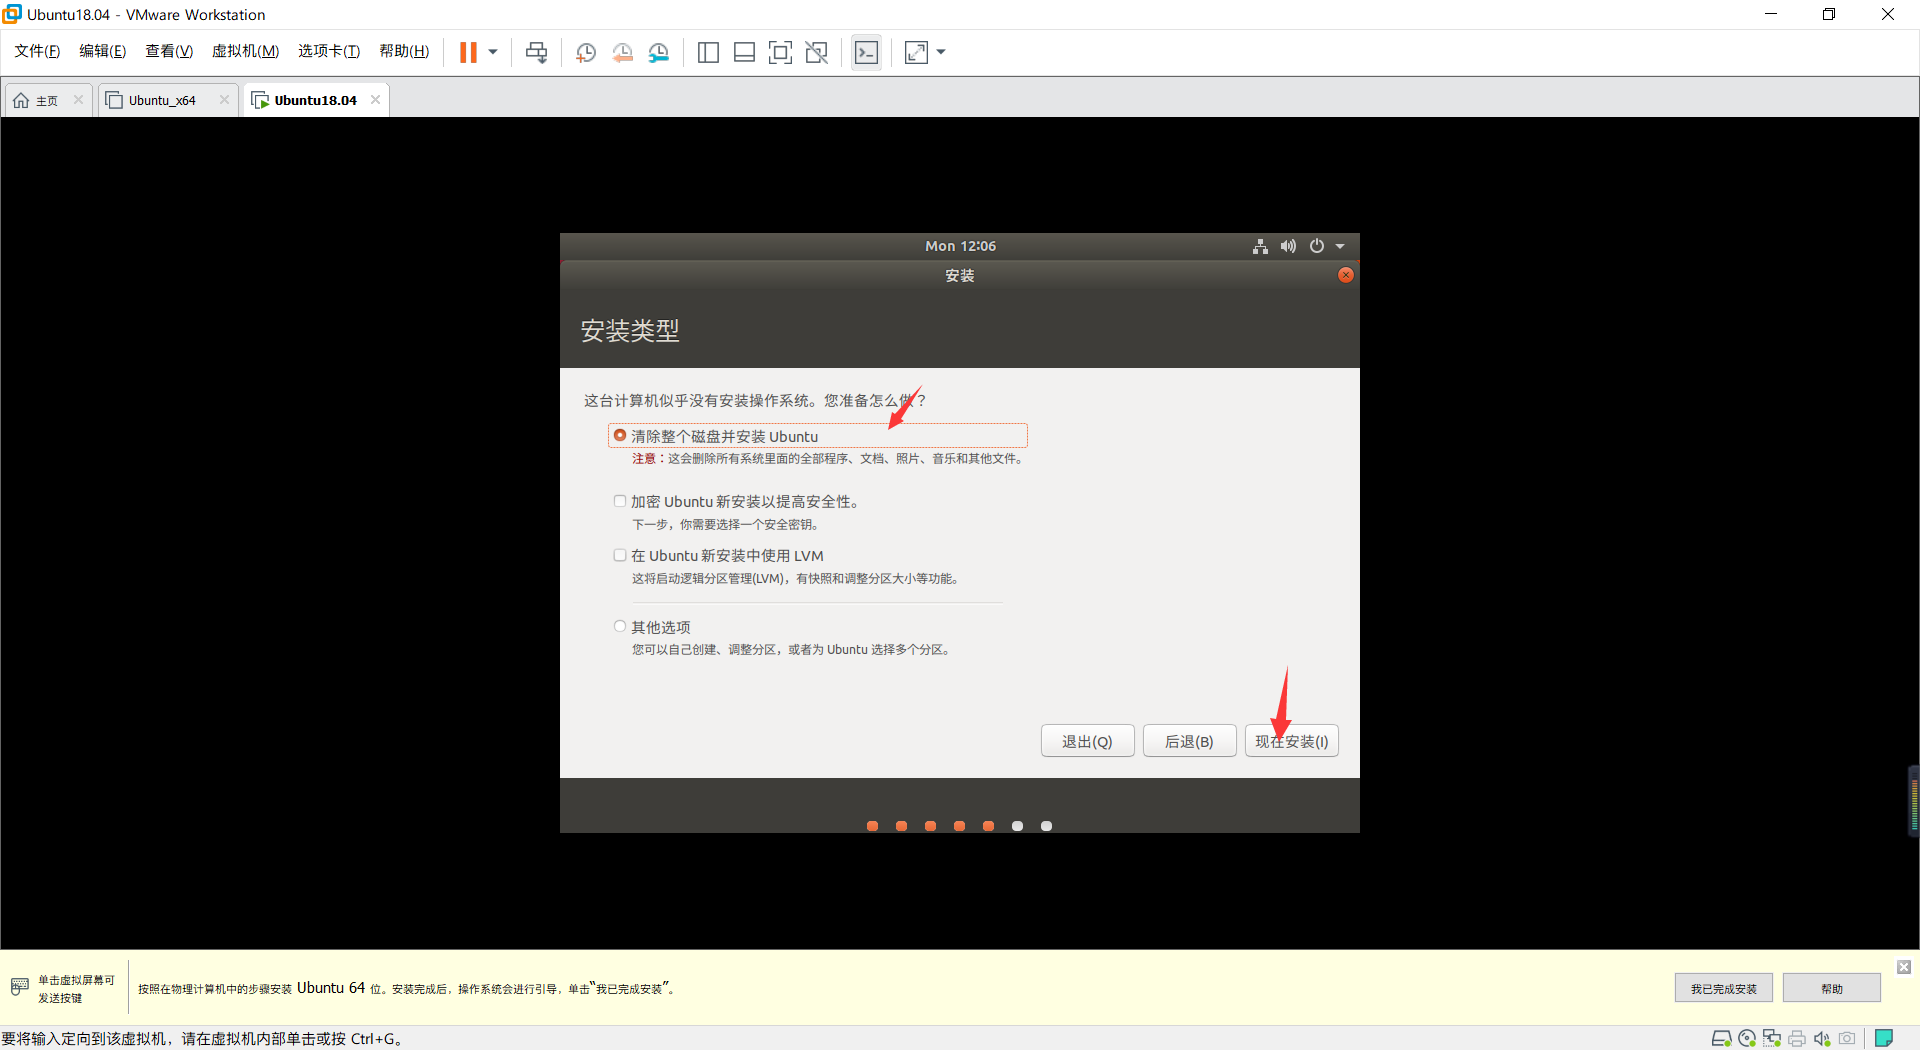 Ubuntu18.04 - VMware Workstation
文件(F) 编辑(E) 查看(V) 虚拟机(M) 选项卡(T) 帮助(H)
主页 Ubuntu_x64 Ubuntu18.04
Mon 12:06
安装
安装类型
这台计算机似乎没有安装操作系统。您准备怎么做？
清除整个磁盘并安装 Ubuntu
注意：这会删除所有系统里面的全部程序、文档、照片、音乐和其他文件。
加密 Ubuntu 新安装以提高安全性。
下一步，你需要选择一个安全密钥。
在 Ubuntu 新安装中使用 LVM
这将启动逻辑分区管理(LVM)，有快照和调整分区大小等功能。
其他选项
您可以自己创建、调整分区，或者为 Ubuntu 选择多个分区。
退出(Q) 后退(B) 现在安装(I)
单击虚拟屏幕可
发送按键
按照在物理计算机中的步骤安装 Ubuntu 64 位。安装完成后，操作系统会进行引导，单击“我已完成安装”。
我已完成安装 帮助
要将输入定向到该虚拟机，请在虚拟机内部单击或按 Ctrl+G。